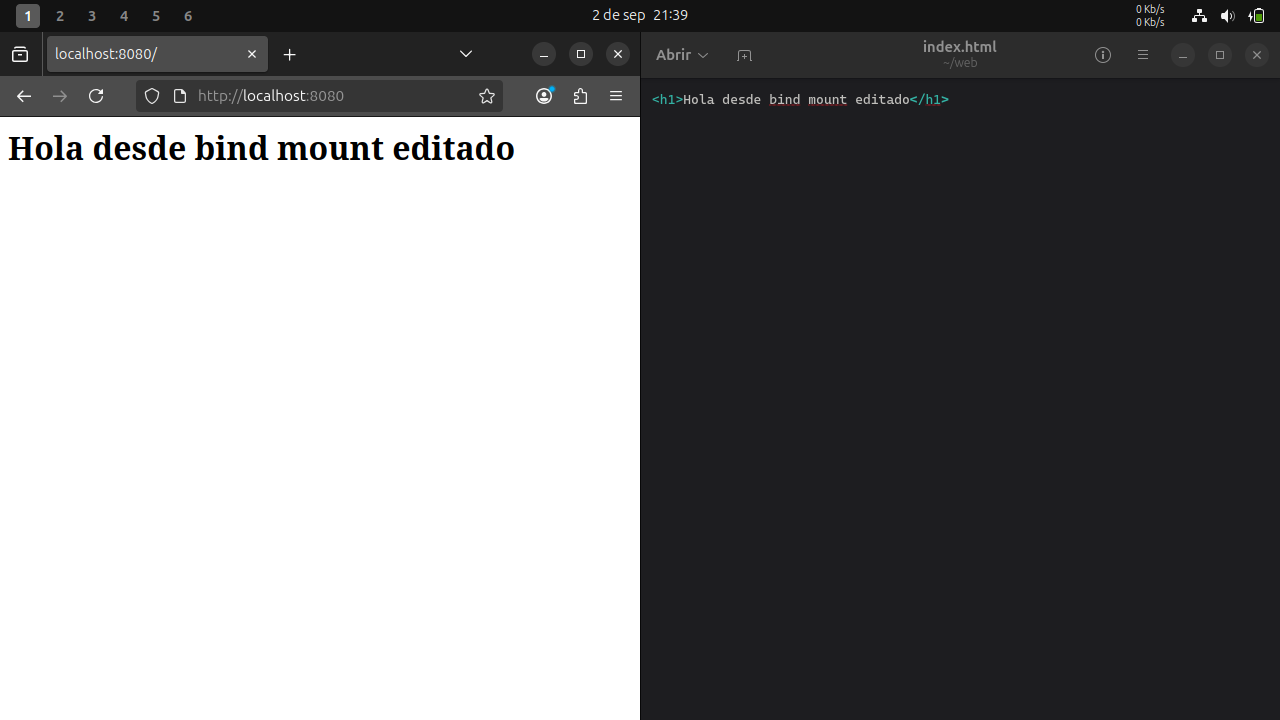 1 2 3 4 5 6
2 de sep 21:39
0 Kb/s
0 Kb/s
localhost:8080/
http://localhost:8080
Hola desde bind mount editado
Abrir
index.html
~/web
<h1>Hola desde bind mount editado</h1>